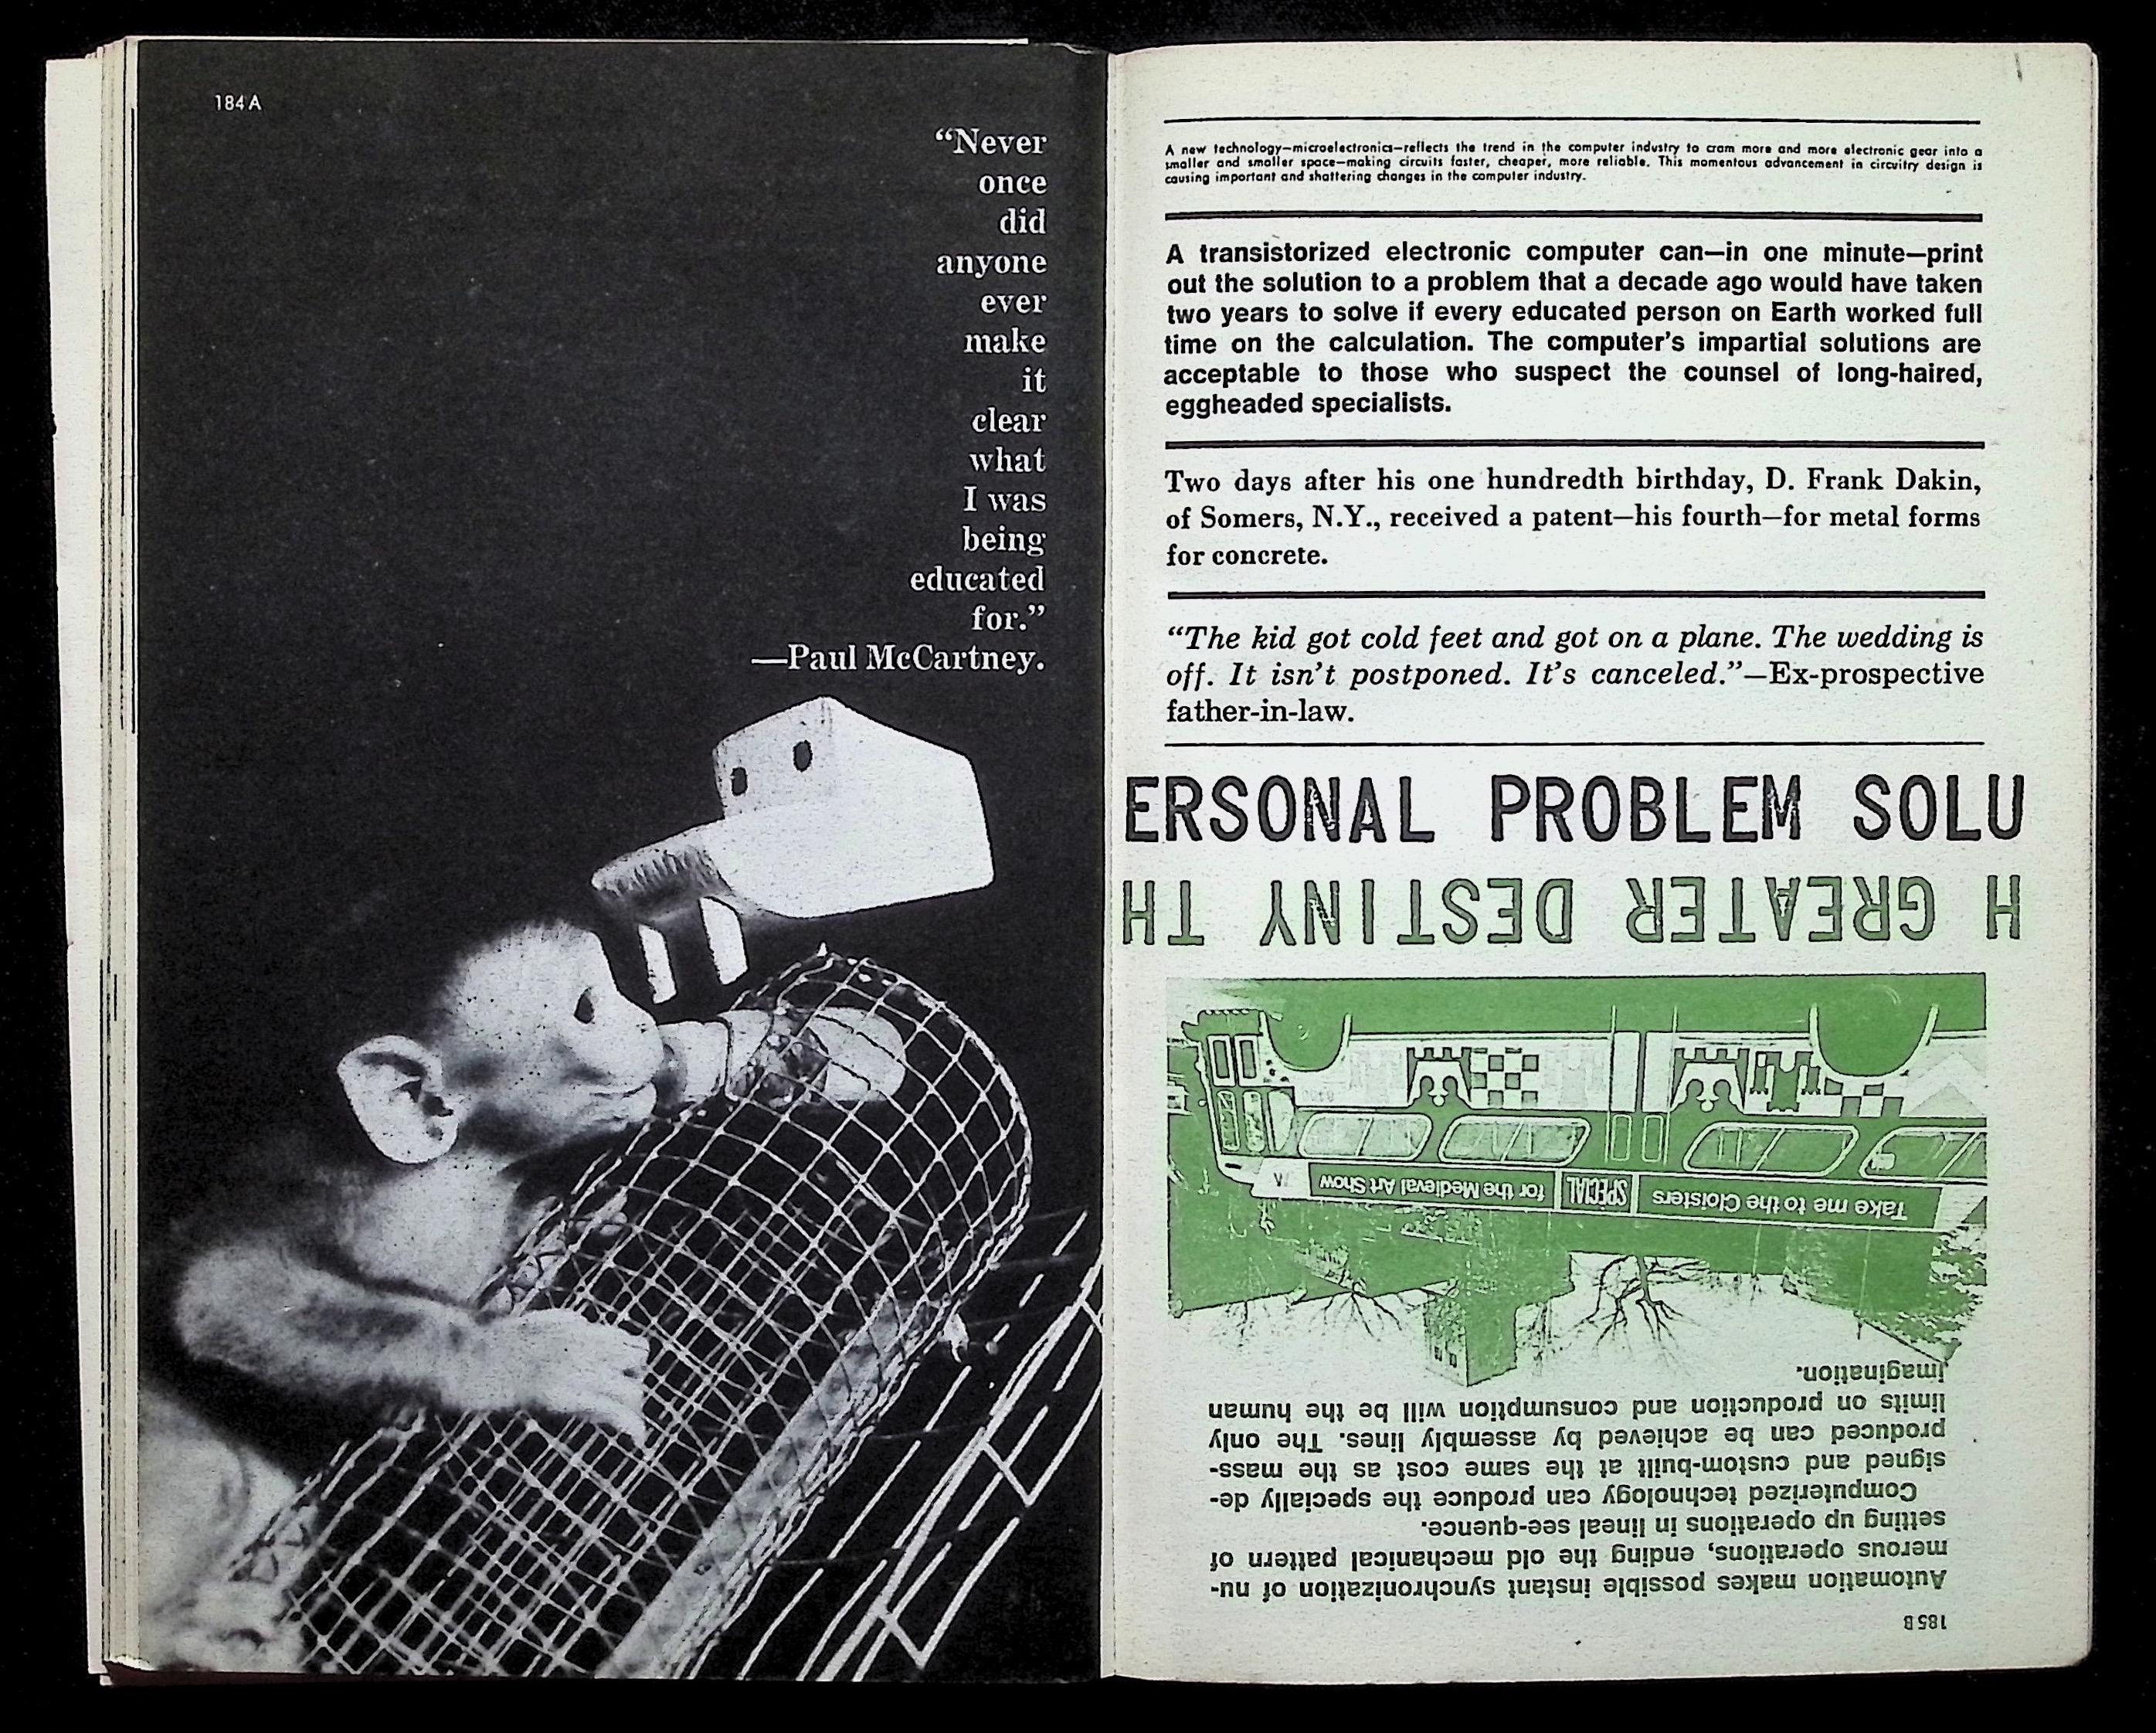 184 A
“Never
once
did
anyone
ever
make
it
clear
what
I was
being
educated
for.”
—Paul McCartney.
A new technology—microelectronics—reflects the trend in the computer industry to cram more and more electronic gear into a
smaller and smaller space—making circuits faster, cheaper, more reliable. This momentous advancement in circuitry design is
causing important and shattering changes in the computer industry.
A transistorized electronic computer can—in one minute—print
out the solution to a problem that a decade ago would have taken
two years to solve if every educated person on Earth worked full
time on the calculation. The computer’s impartial solutions are
acceptable to those who suspect the counsel of long-haired,
eggheaded specialists.
Two days after his one hundredth birthday, D. Frank Dakin,
of Somers, N.Y., received a patent—his fourth—for metal forms
for concrete.
“The kid got cold feet and got on a plane. The wedding is
off. It isn’t postponed. It’s canceled.”—Ex-prospective
father-in-law.
ERSONAL PROBLEM SOLU
185 B
Automation makes possible instant synchronization of nu-
merous operations, ending the old mechanical pattern of
setting up operations in lineal see-quence.
Computerized technology can produce the specially de-
signed and custom-built at the same cost as the mass-
produced can be achieved by assembly lines. The only
limits on production and consumption will be the human
imagination.
Take me to the Cloisters SPECIAL for the Medieval Art Show
H GREATER DESTINY TH